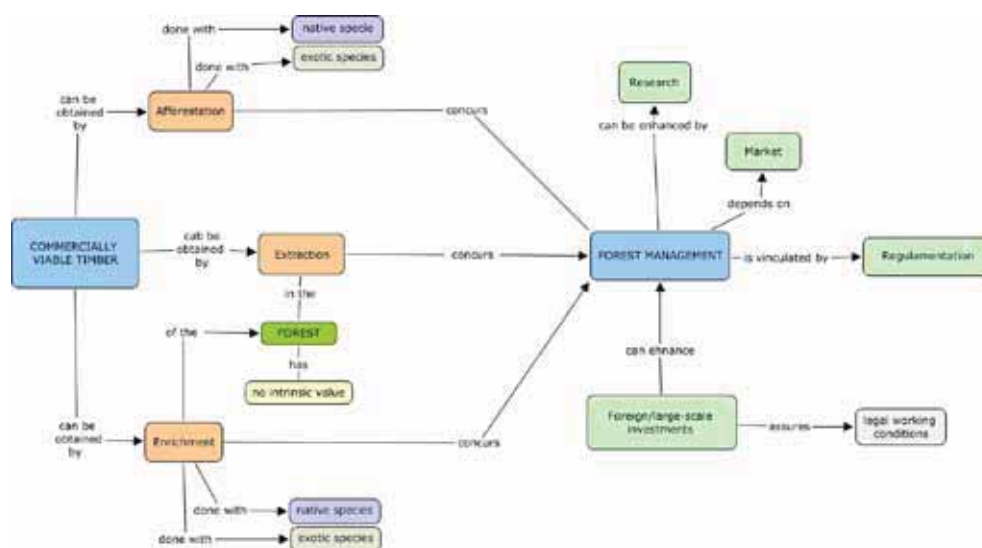 done with
native specie
done with
exotic species
can be
obtained
by
Afforestation
concurs
Research
can be enhanced by
Market
depends on
COMMERCIALLY
VIABLE TIMBER
cab be
obtained
by
Extraction
concurs
FOREST MANAGEMENT
is vinculated by
Regulamentation
in the
of the
FOREST
has
no intrinsic value
can ehnance
can be
obtained
by
Enrichment
concurs
Foreign/large-scale
investments
assures
legal working
conditions
done with
native species
done with
exotic species